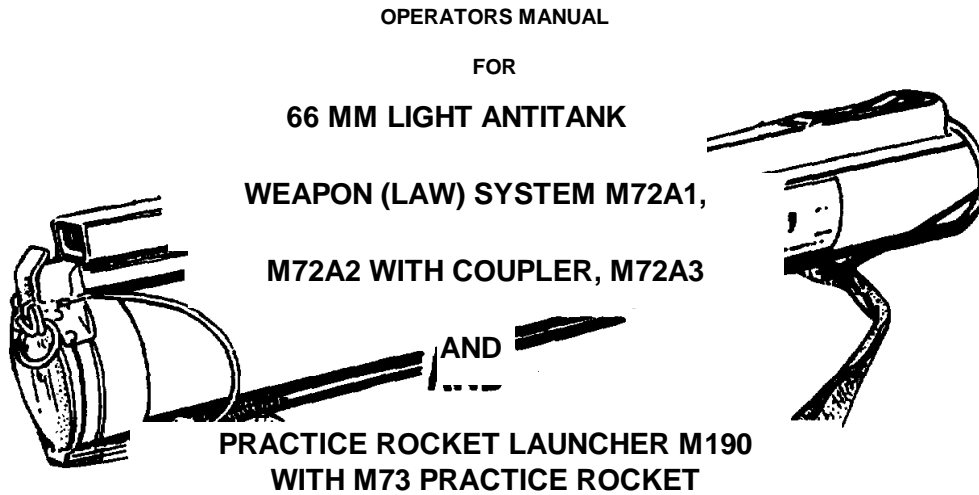 OPERATORS MANUAL
FOR
66 MM LIGHT ANTITANK
WEAPON (LAW) SYSTEM M72A1,
M72A2 WITH COUPLER, M72A3
AND
PRACTICE ROCKET LAUNCHER M190
WITH M73 PRACTICE ROCKET